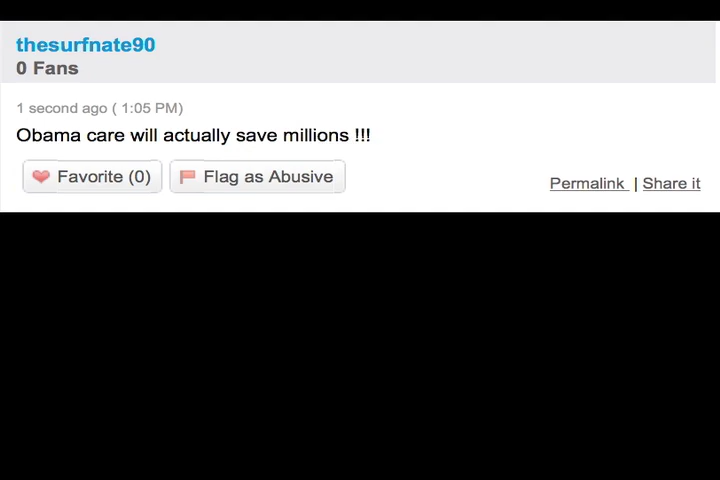 thesurfnate90
0 Fans
1 second ago ( 1:05 PM)
Obama care will actually save millions !!!
Favorite (0) Flag as Abusive Permalink | Share it